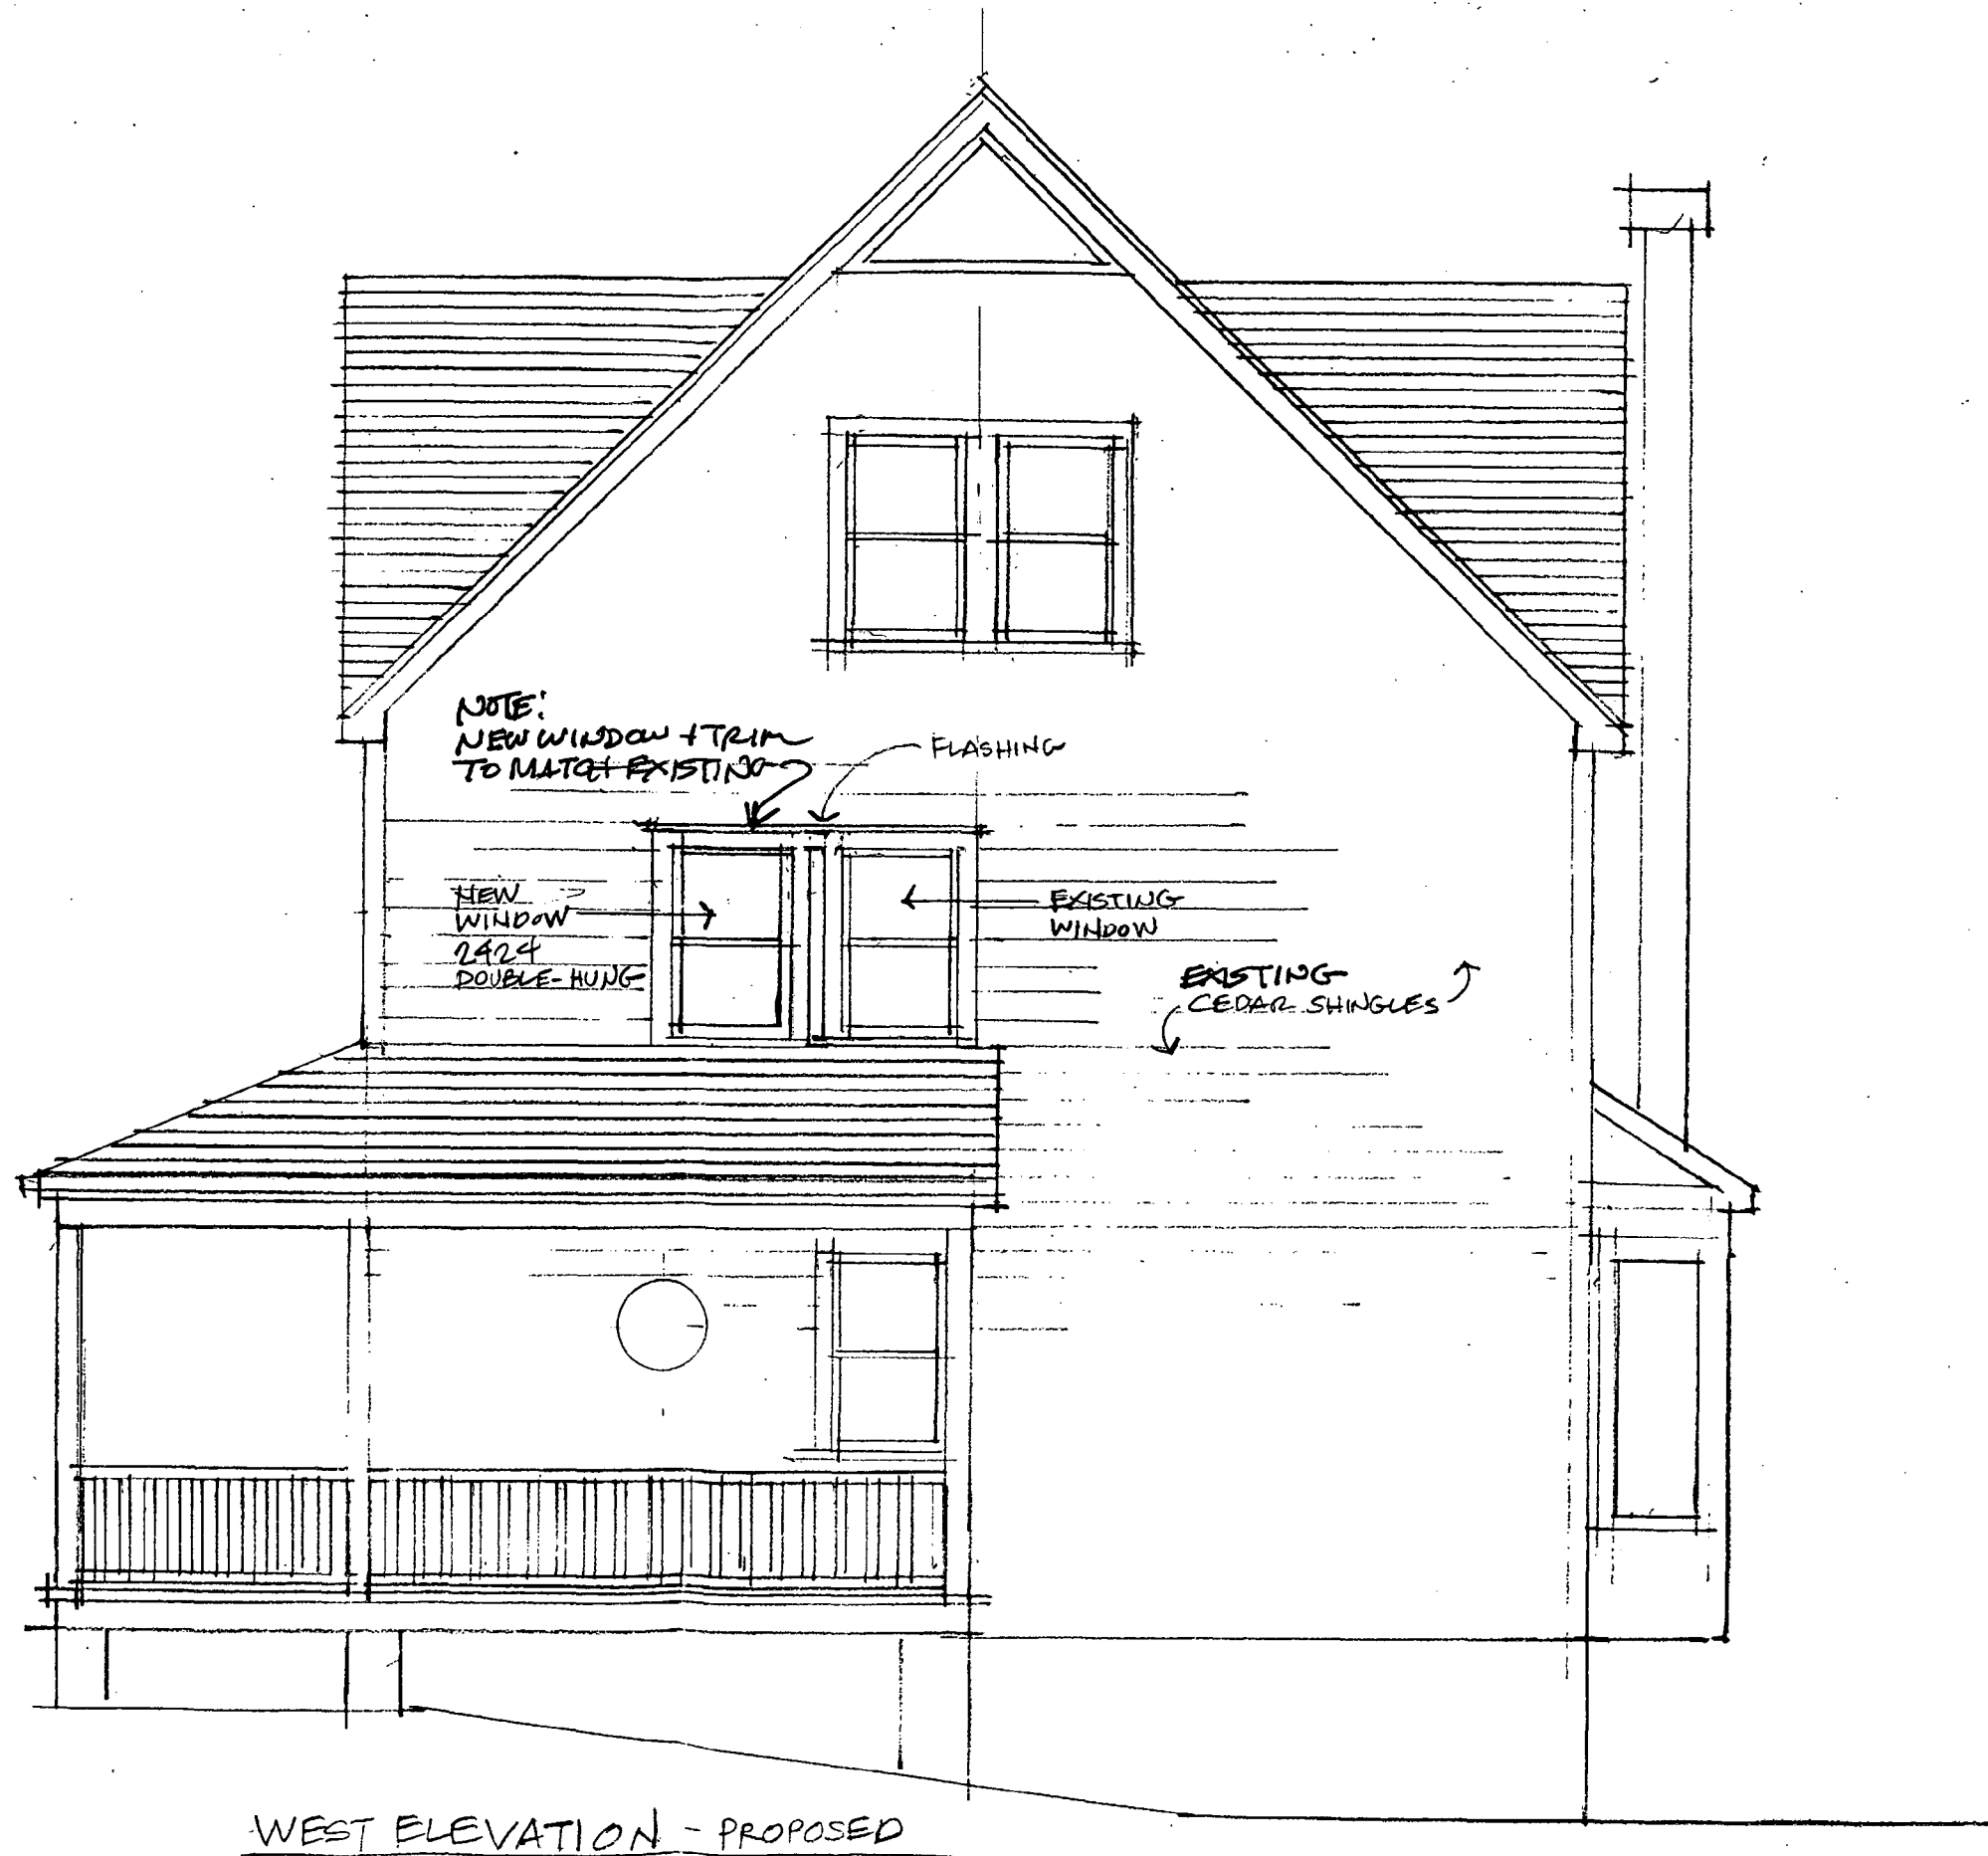 NOTE:
NEW WINDOW + TRIM
TO MATCH EXISTING
FLASHING
NEW
WINDOW
2424
DOUBLE-HUNG
EXISTING
WINDOW
EXISTING
CEDAR SHINGLES
WEST ELEVATION - PROPOSED